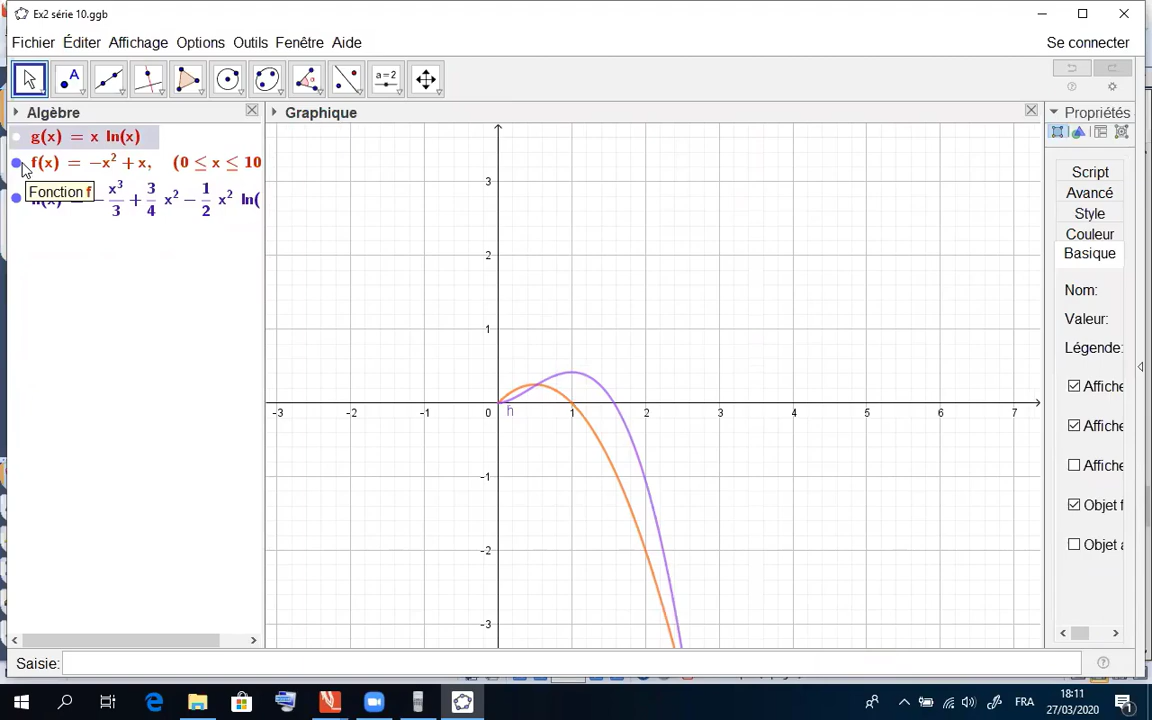 Ex2 série 10.ggb
Fichier Éditer Affichage Options Outils Fenêtre Aide Se connecter
A a=2
Algèbre Graphique Propriétés
g(x) = x ln(x)
f(x) = −x² + x, (0 ≤ x ≤ 10
Fonction f
− x³/3 + 3/4 x² − 1/2 x² ln(
3
2
1
-3 -2 -1 0 1 2 3 4 5 6 7
-1
-2
-3
h
Script
Avancé
Style
Couleur
Basique
Nom:
Valeur:
Légende:
Affiche
Affiche
Affiche
Objet f
Objet a
Saisie:
FRA
18:11
27/03/2020
1